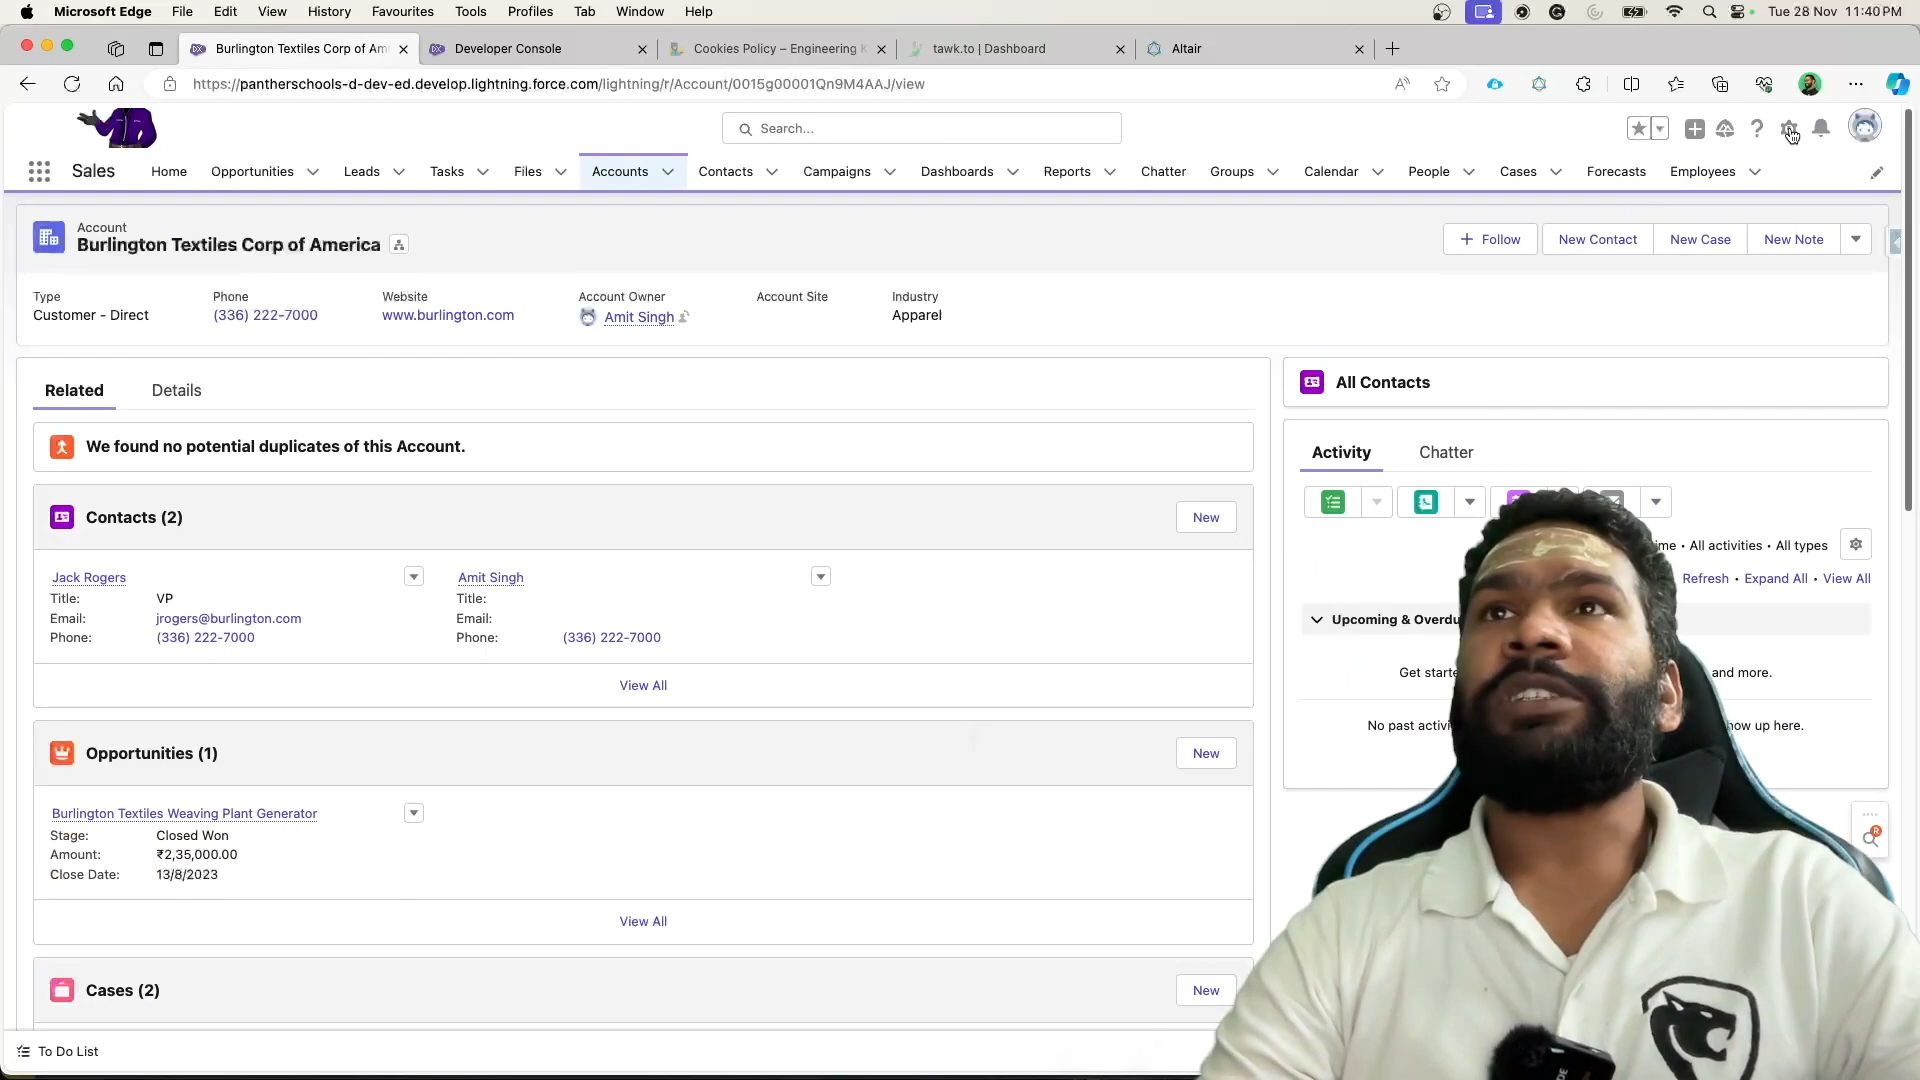 Microsoft Edge File Edit View History Favourites Tools Profiles Tab Window Help Tue 28 Nov 11:40 PM
Burlington Textiles Corp of Am Developer Console Cookies Policy – Engineering tawk.to | Dashboard Altair
https://pantherschools-d-dev-ed.develop.lightning.force.com/lightning/r/Account/0015g00001Qn9M4AAJ/view
Search...
Sales Home Opportunities Leads Tasks Files Accounts Contacts Campaigns Dashboards Reports Chatter Groups Calendar People Cases Forecasts Employees
Account
Burlington Textiles Corp of America
Follow New Contact New Case New Note
Type Phone Website Account Owner Account Site Industry
Customer - Direct (336) 222-7000 www.burlington.com Amit Singh Apparel
Related Details
All Contacts
We found no potential duplicates of this Account.
Activity Chatter
Contacts (2) New
Jack Rogers Amit Singh
Title: VP Title:
Email: jrogers@burlington.com Email:
Phone: (336) 222-7000 Phone: (336) 222-7000
View All
• All activities • All types
Refresh • Expand All • View All
Upcoming & Overdu
Get starte and more.
No past activi how up here.
Opportunities (1) New
Burlington Textiles Weaving Plant Generator
Stage: Closed Won
Amount: ₹2,35,000.00
Close Date: 13/8/2023
View All
Cases (2) New
To Do List